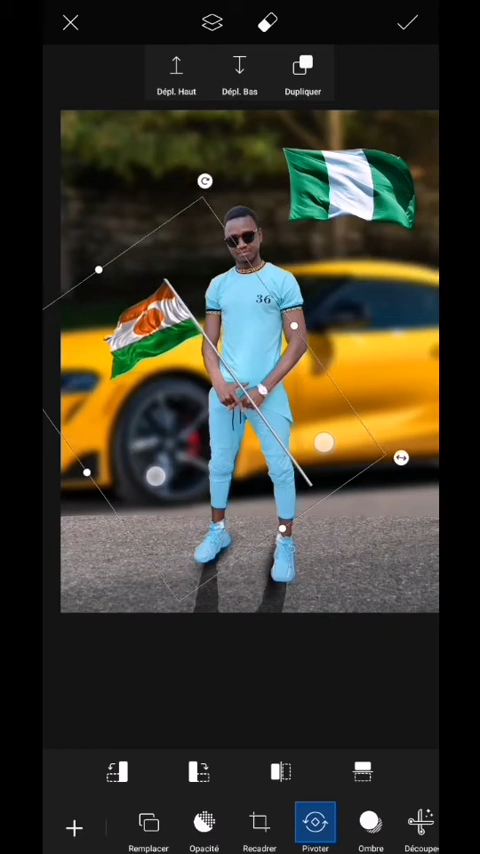 Dépl. Haut
Dépl. Bas
Dupliquer
36
Remplacer
Opacité
Recadrer
Pivoter
Ombre
Découpe